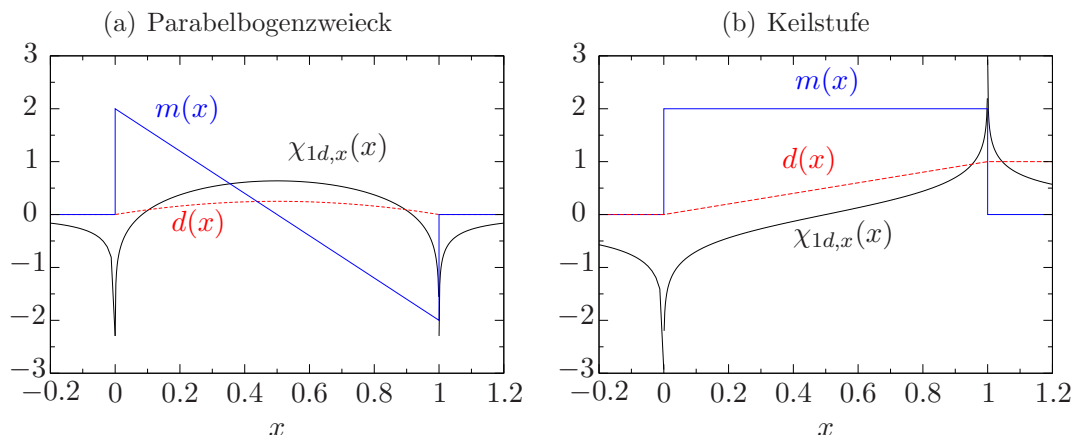 (a) Parabelbogenzweieck
3
2
1
0
−1
−2
−3
m(x)
χ1d,x(x)
d(x)
−0.2 0 0.2 0.4 0.6 0.8 1 1.2
x
(b) Keilstufe
3
2
1
0
−1
−2
−3
m(x)
d(x)
χ1d,x(x)
−0.2 0 0.2 0.4 0.6 0.8 1 1.2
x